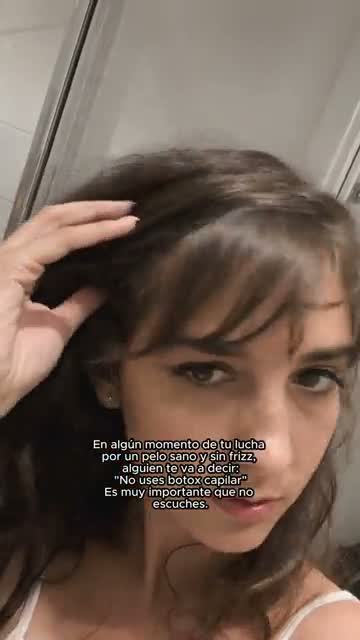 En algún momento de tu lucha
por un pelo sano y sin frizz,
alguien te va a decir:
"No uses botox capilar"
Es muy importante que no
escuches.